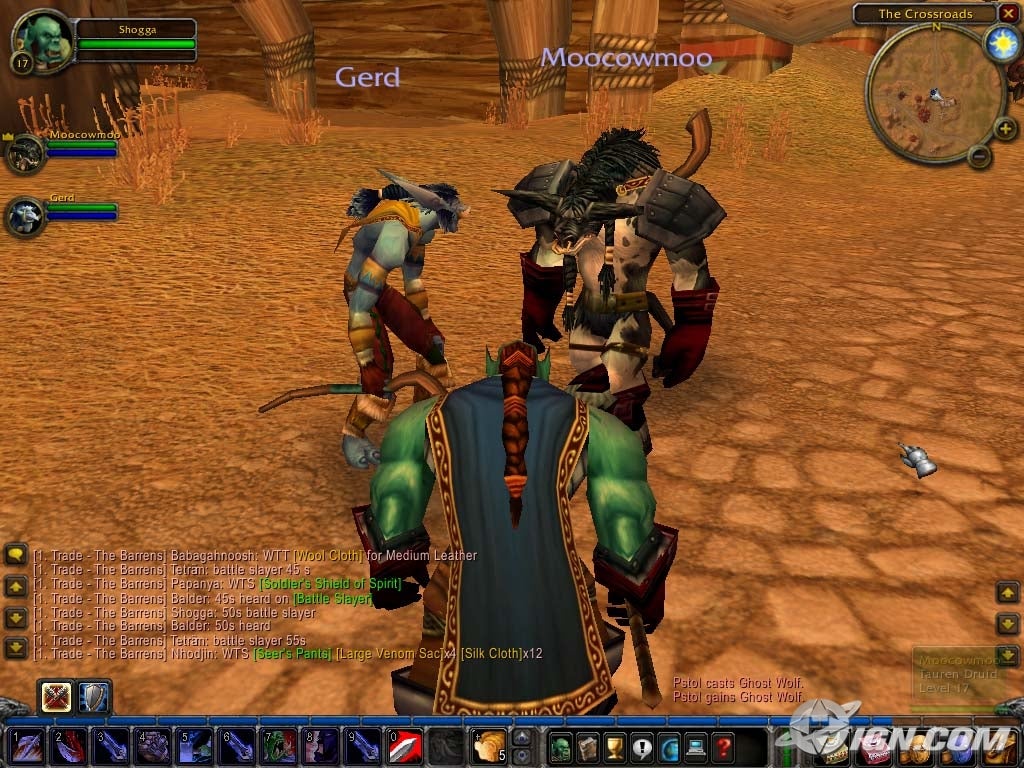 Shogga
17
The Crossroads
N
Gerd
Moocowmoo
Moocowmoo
Gerd
[1. Trade - The Barrens] Babagahnoosh: WTT [Wool Cloth] for Medium Leather
[1. Trade - The Barrens] Tetran: battle slayer 45 s
[1. Trade - The Barrens] Papanya: WTS [Soldier's Shield of Spirit]
[1. Trade - The Barrens] Balder: 45s heard on [Battle Slayer]
[1. Trade - The Barrens] Shogga: 50s battle slayer
[1. Trade - The Barrens] Balder: 50s heard
[1. Trade - The Barrens] Tetran: battle slayer 55s
[1. Trade - The Barrens] Nhodjin: WTS [Seer's Pants] [Large Venom Sac]x4 [Silk Cloth]x12
Pstol casts Ghost Wolf.
Pstol gains Ghost Wolf.
Moocowmoo
Tauren Druid
Level 17
1 2 3 4 5 6 7 8 9 0 5
IGN.COM